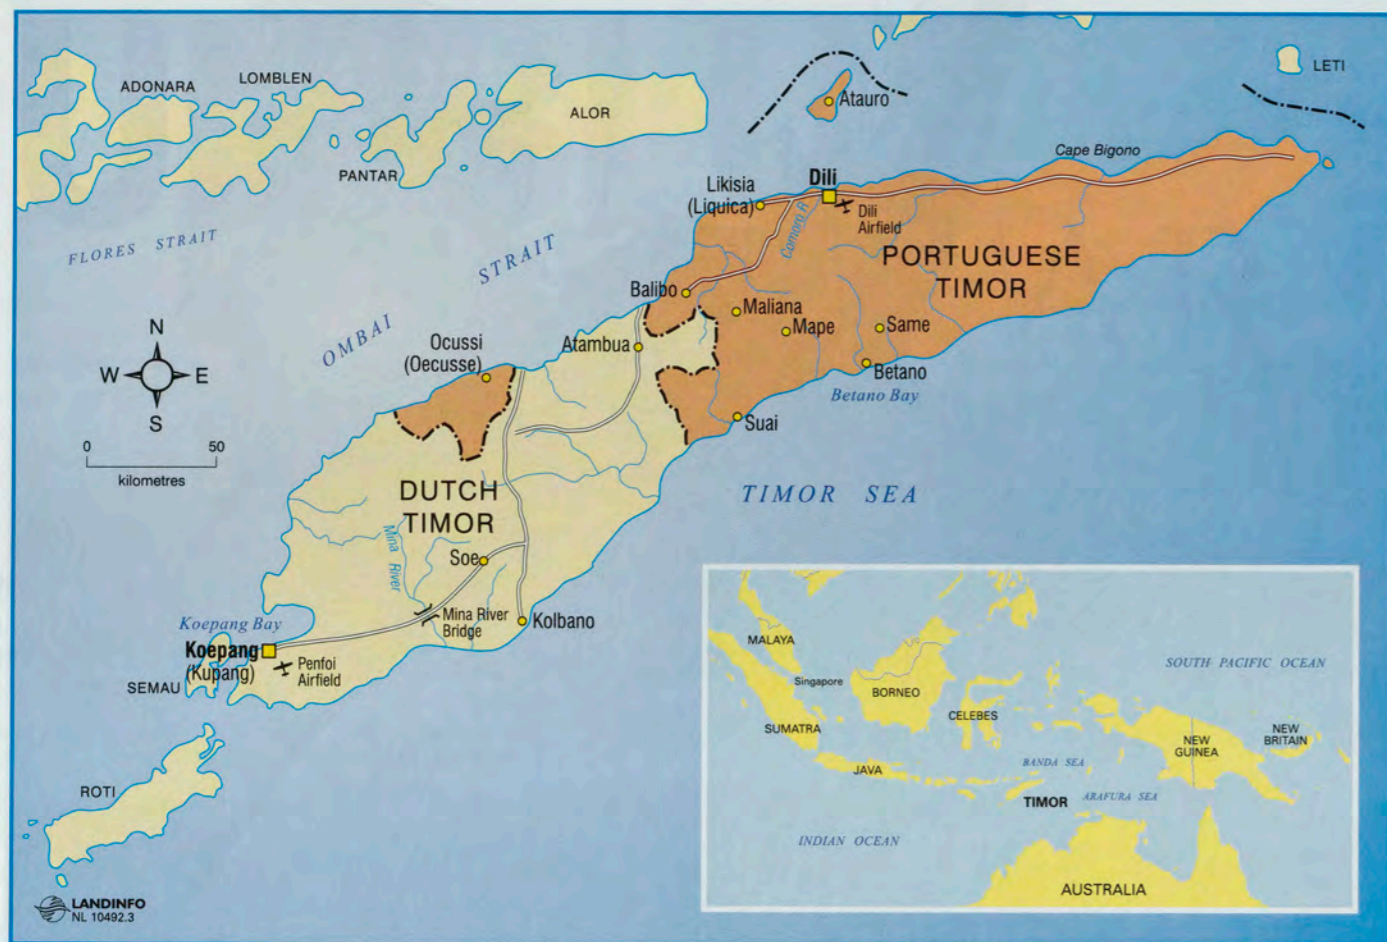 ADONARA
LOMBLEN
ALOR
PANTAR
Atauro
LETI
Cape Bigono
Likisia
(Liquica)
Dili
Dili
Airfield
Comoro R
FLORES STRAIT
OMBAI STRAIT
PORTUGUESE
TIMOR
Balibo
Maliana
Mape
Same
Betano
Betano Bay
Suai
Atambua
Ocussi
(Oecusse)
N
W
E
S
0
50
kilometres
DUTCH
TIMOR
TIMOR SEA
Mina River
Soe
Mina River
Bridge
Kolbano
Koepang Bay
Koepang
(Kupang)
Penfoi
Airfield
SEMAU
ROTI
LANDINFO
NL 10492.3
MALAYA
Singapore
SUMATRA
BORNEO
CELEBES
JAVA
SOUTH PACIFIC OCEAN
NEW
GUINEA
NEW
BRITAIN
BANDA SEA
TIMOR
ARAFURA SEA
INDIAN OCEAN
AUSTRALIA